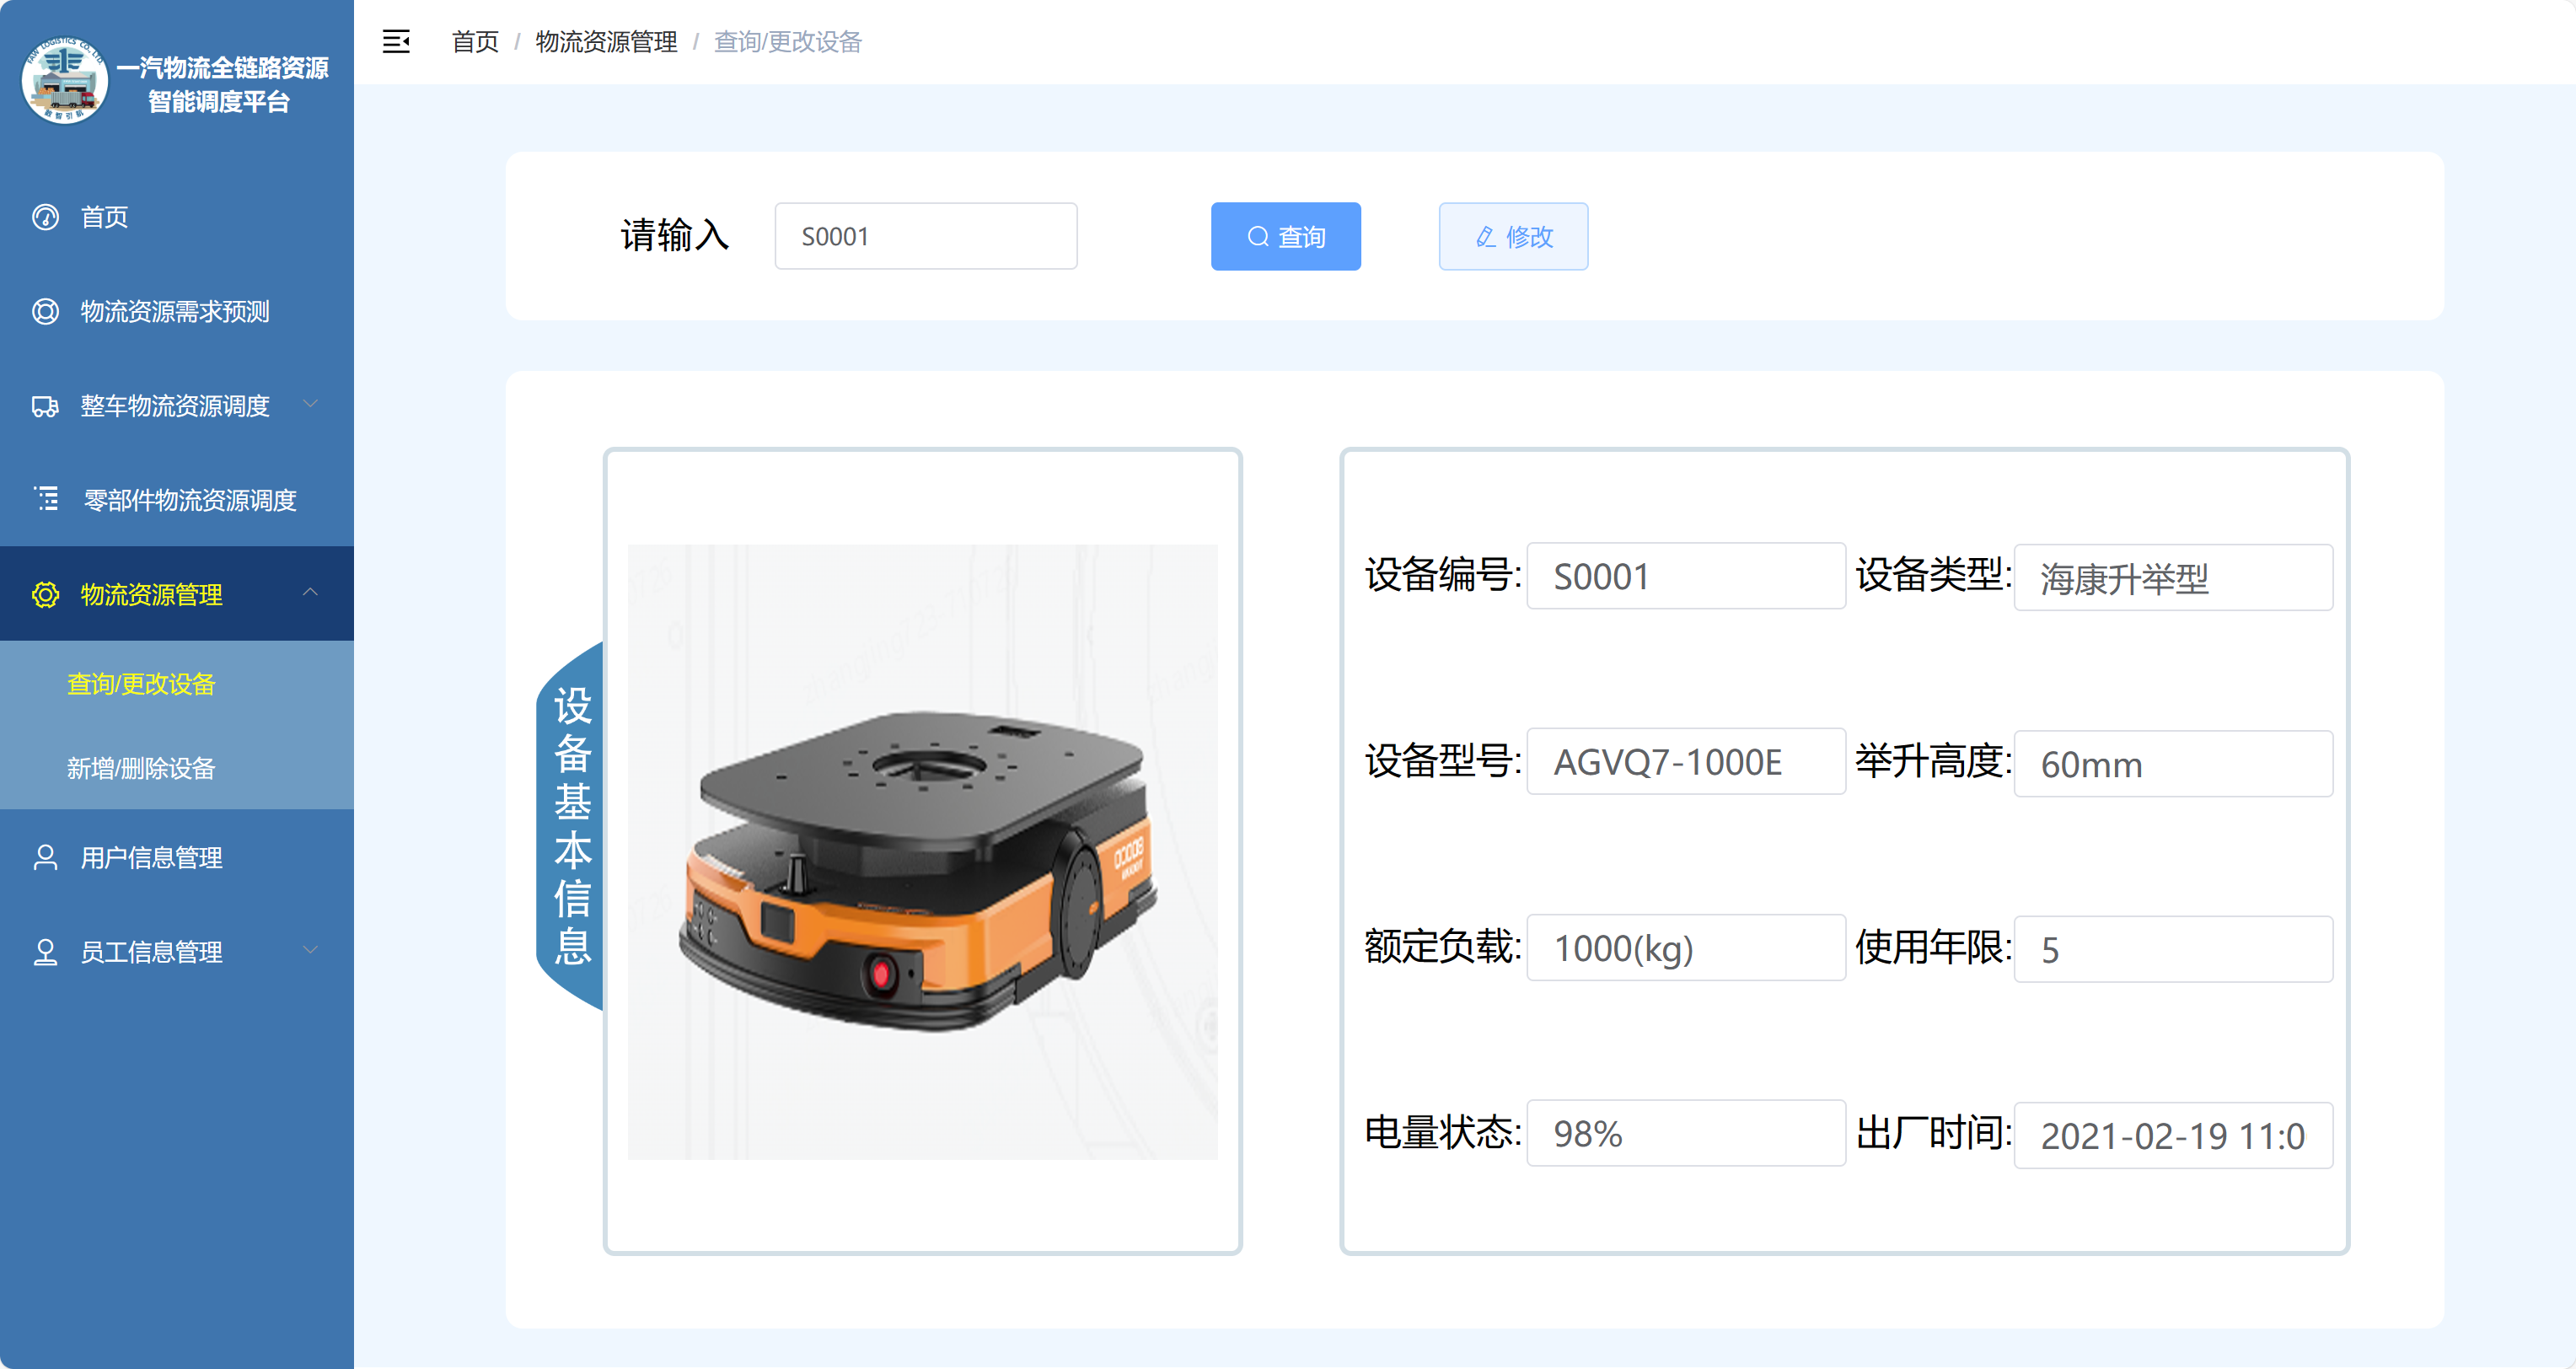 一汽物流全链路资源
智能调度平台
首页
物流资源需求预测
整车物流资源调度
零部件物流资源调度
物流资源管理
查询/更改设备
新增/删除设备
用户信息管理
员工信息管理
首页 / 物流资源管理 / 查询/更改设备
请输入 S0001 查询 修改
设备基本信息
设备编号: S0001 设备类型: 海康升举型
设备型号: AGVQ7-1000E 举升高度: 60mm
额定负载: 1000(kg) 使用年限: 5
电量状态: 98% 出厂时间: 2021-02-19 11:0